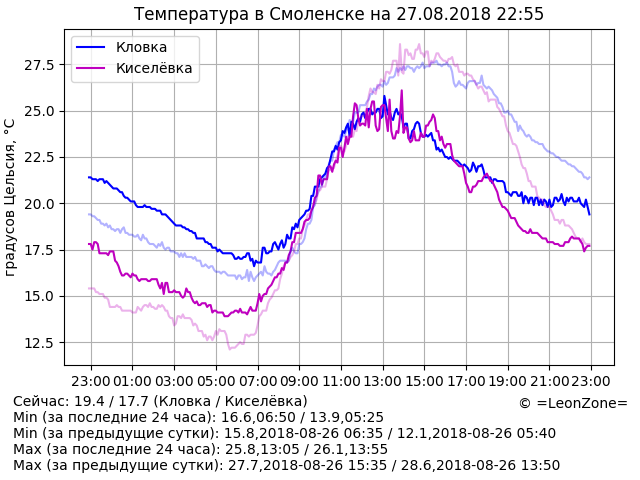 Температура в Смоленске на 27.08.2018 22:55
Кловка
Киселёвка
градусов Цельсия, °C
27.5
25.0
22.5
20.0
17.5
15.0
12.5
23:00 01:00 03:00 05:00 07:00 09:00 11:00 13:00 15:00 17:00 19:00 21:00 23:00
Сейчас: 19.4 / 17.7 (Кловка / Киселёвка)
© =LeonZone=
Min (за последние 24 часа): 16.6,06:50 / 13.9,05:25
Min (за предыдущие сутки): 15.8,2018-08-26 06:35 / 12.1,2018-08-26 05:40
Max (за последние 24 часа): 25.8,13:05 / 26.1,13:55
Max (за предыдущие сутки): 27.7,2018-08-26 15:35 / 28.6,2018-08-26 13:50